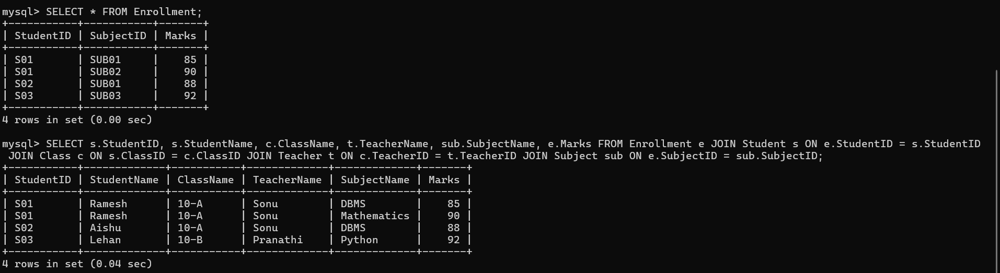 mysql> SELECT * FROM Enrollment;
+-----------+-----------+-------+
| StudentID | SubjectID | Marks |
+-----------+-----------+-------+
| S01       | SUB01     |    85 |
| S01       | SUB02     |    90 |
| S02       | SUB01     |    88 |
| S03       | SUB03     |    92 |
+-----------+-----------+-------+
4 rows in set (0.00 sec)

mysql> SELECT s.StudentID, s.StudentName, c.ClassName, t.TeacherName, sub.SubjectName, e.Marks FROM Enrollment e JOIN Student s ON e.StudentID = s.StudentID
 JOIN Class c ON s.ClassID = c.ClassID JOIN Teacher t ON c.TeacherID = t.TeacherID JOIN Subject sub ON e.SubjectID = sub.SubjectID;
+-----------+-------------+-----------+-------------+-------------+-------+
| StudentID | StudentName | ClassName | TeacherName | SubjectName | Marks |
+-----------+-------------+-----------+-------------+-------------+-------+
| S01       | Ramesh      | 10-A      | Sonu        | DBMS        |    85 |
| S01       | Ramesh      | 10-A      | Sonu        | Mathematics |    90 |
| S02       | Aishu       | 10-A      | Sonu        | DBMS        |    88 |
| S03       | Lehan       | 10-B      | Pranathi    | Python      |    92 |
+-----------+-------------+-----------+-------------+-------------+-------+
4 rows in set (0.04 sec)